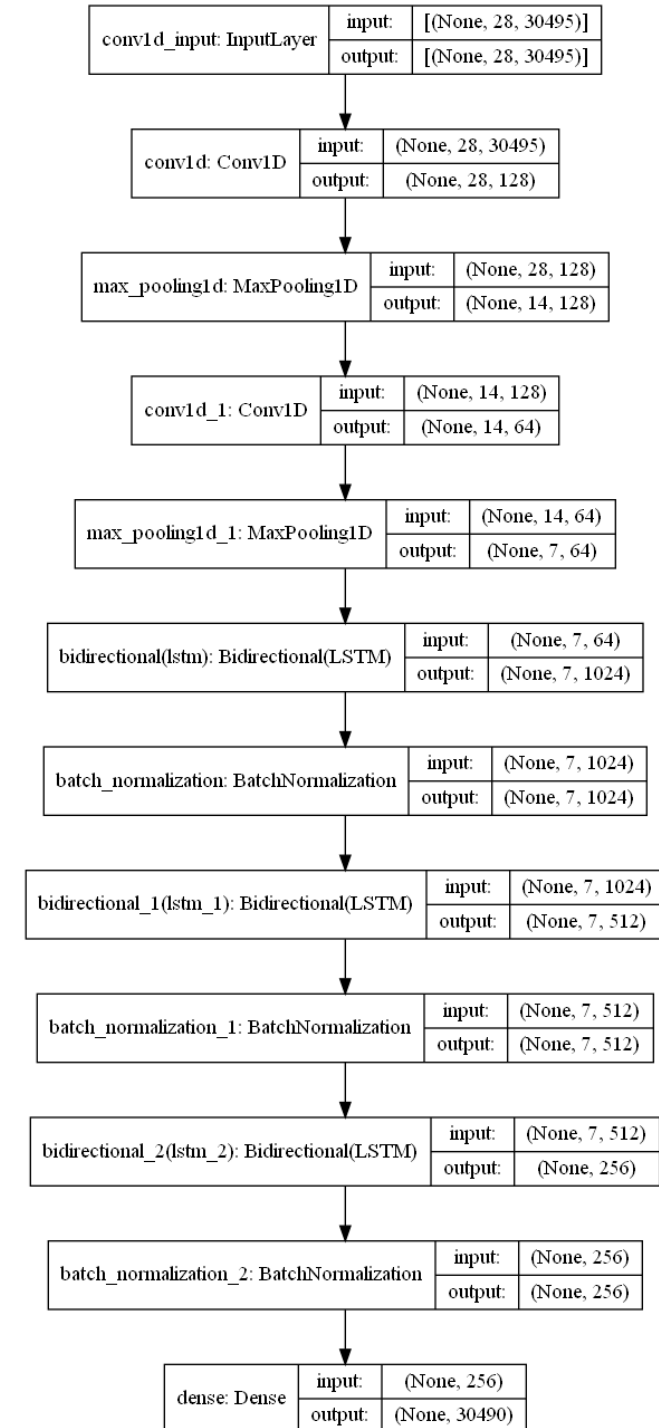 conv1d_input: InputLayer
input: [(None, 28, 30495)]
output: [(None, 28, 30495)]
conv1d: Conv1D
input: (None, 28, 30495)
output: (None, 28, 128)
max_pooling1d: MaxPooling1D
input: (None, 28, 128)
output: (None, 14, 128)
conv1d_1: Conv1D
input: (None, 14, 128)
output: (None, 14, 64)
max_pooling1d_1: MaxPooling1D
input: (None, 14, 64)
output: (None, 7, 64)
bidirectional(lstm): Bidirectional(LSTM)
input: (None, 7, 64)
output: (None, 7, 1024)
batch_normalization: BatchNormalization
input: (None, 7, 1024)
output: (None, 7, 1024)
bidirectional_1(lstm_1): Bidirectional(LSTM)
input: (None, 7, 1024)
output: (None, 7, 512)
batch_normalization_1: BatchNormalization
input: (None, 7, 512)
output: (None, 7, 512)
bidirectional_2(lstm_2): Bidirectional(LSTM)
input: (None, 7, 512)
output: (None, 256)
batch_normalization_2: BatchNormalization
input: (None, 256)
output: (None, 256)
dense: Dense
input: (None, 256)
output: (None, 30490)